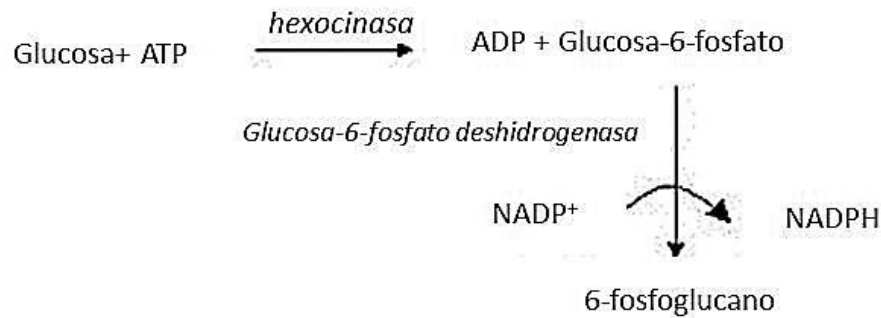 hexocinasa
Glucosa+ ATP
ADP + Glucosa-6-fosfato
Glucosa-6-fosfato deshidrogenasa
NADP⁺
NADPH
6-fosfoglucano